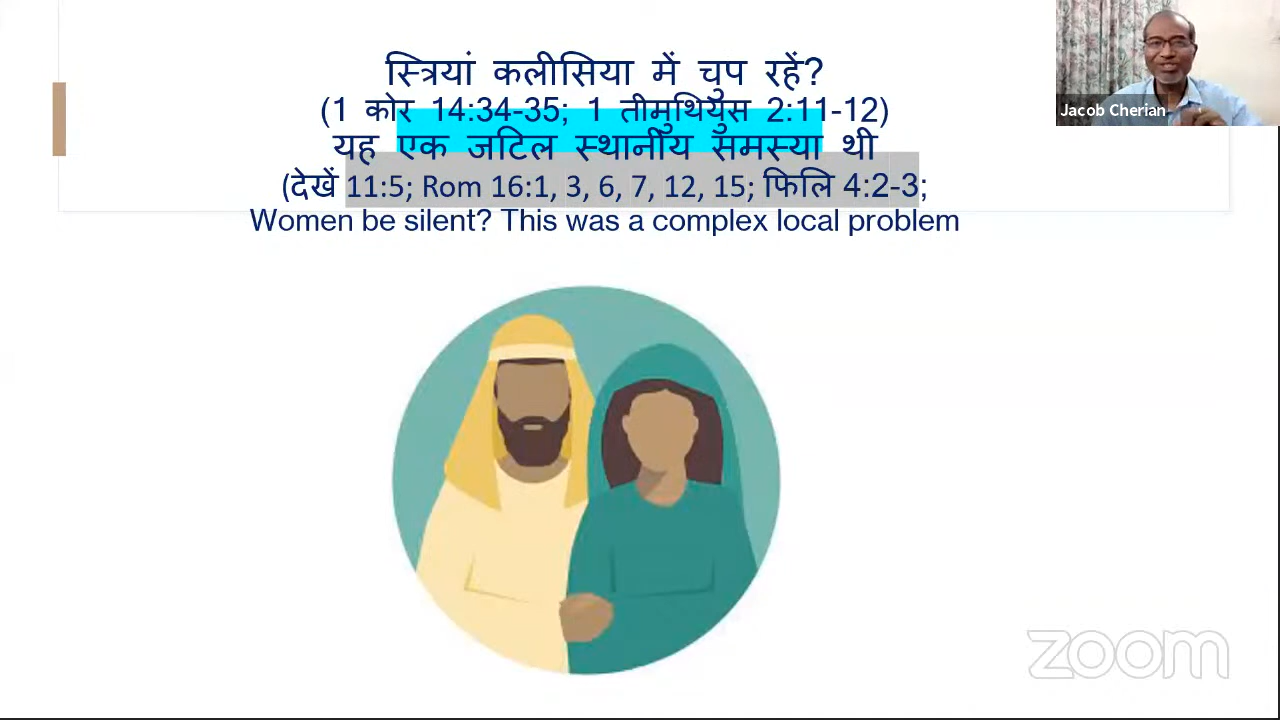 स्त्रियां कलीसिया में चुप रहें?
(1 कोर 14:34-35; 1 तीमुथियुस 2:11-12)
यह एक जटिल स्थानीय समस्या थी
(देखें 11:5; Rom 16:1, 3, 6, 7, 12, 15; फिलि 4:2-3;
Women be silent? This was a complex local problem
Jacob Cherian
zoom